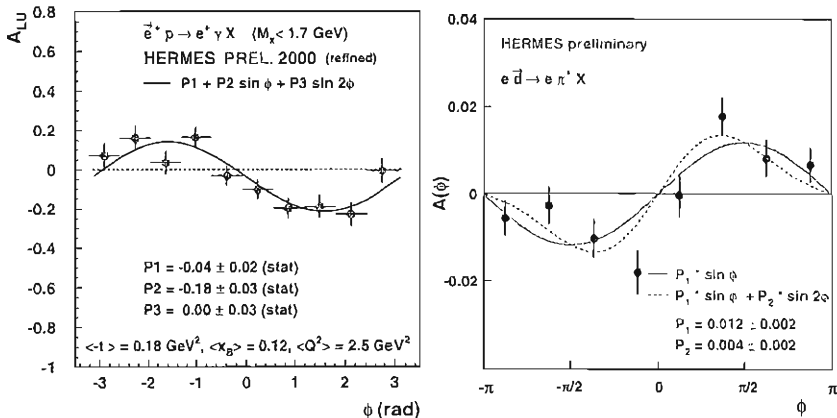 A_LU
0.8
0.6
0.4
0.2
0
-0.2
-0.4
-0.6
-0.8
-1
e⃗⁺ p → e⁺ γ X (Mₓ< 1.7 GeV)
HERMES PREL. 2000 (refined)
P1 + P2 sin ϕ + P3 sin 2ϕ
P1 = -0.04 ± 0.02 (stat)
P2 = -0.18 ± 0.03 (stat)
P3 = 0.00 ± 0.03 (stat)
<-t> = 0.18 GeV², <x_B> = 0.12, <Q²> = 2.5 GeV²
-3 -2 -1 0 1 2 3
ϕ (rad)
A(ϕ)
0.04
0.02
0
-0.02
HERMES preliminary
e d⃗ → e π⁺ X
P₁ * sin ϕ
P₁ * sin ϕ + P₂ * sin 2ϕ
P₁ = 0.012 ± 0.002
P₂ = 0.004 ± 0.002
-π -π/2 0 π/2 π
ϕ